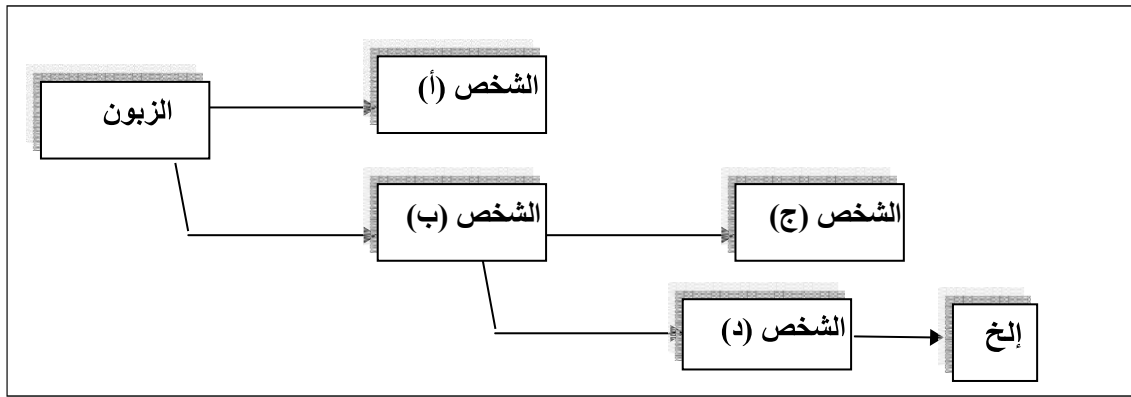 الشخص (أ)
الزبون
الشخص (ب)
الشخص (ج)
الشخص (د)
إلخ